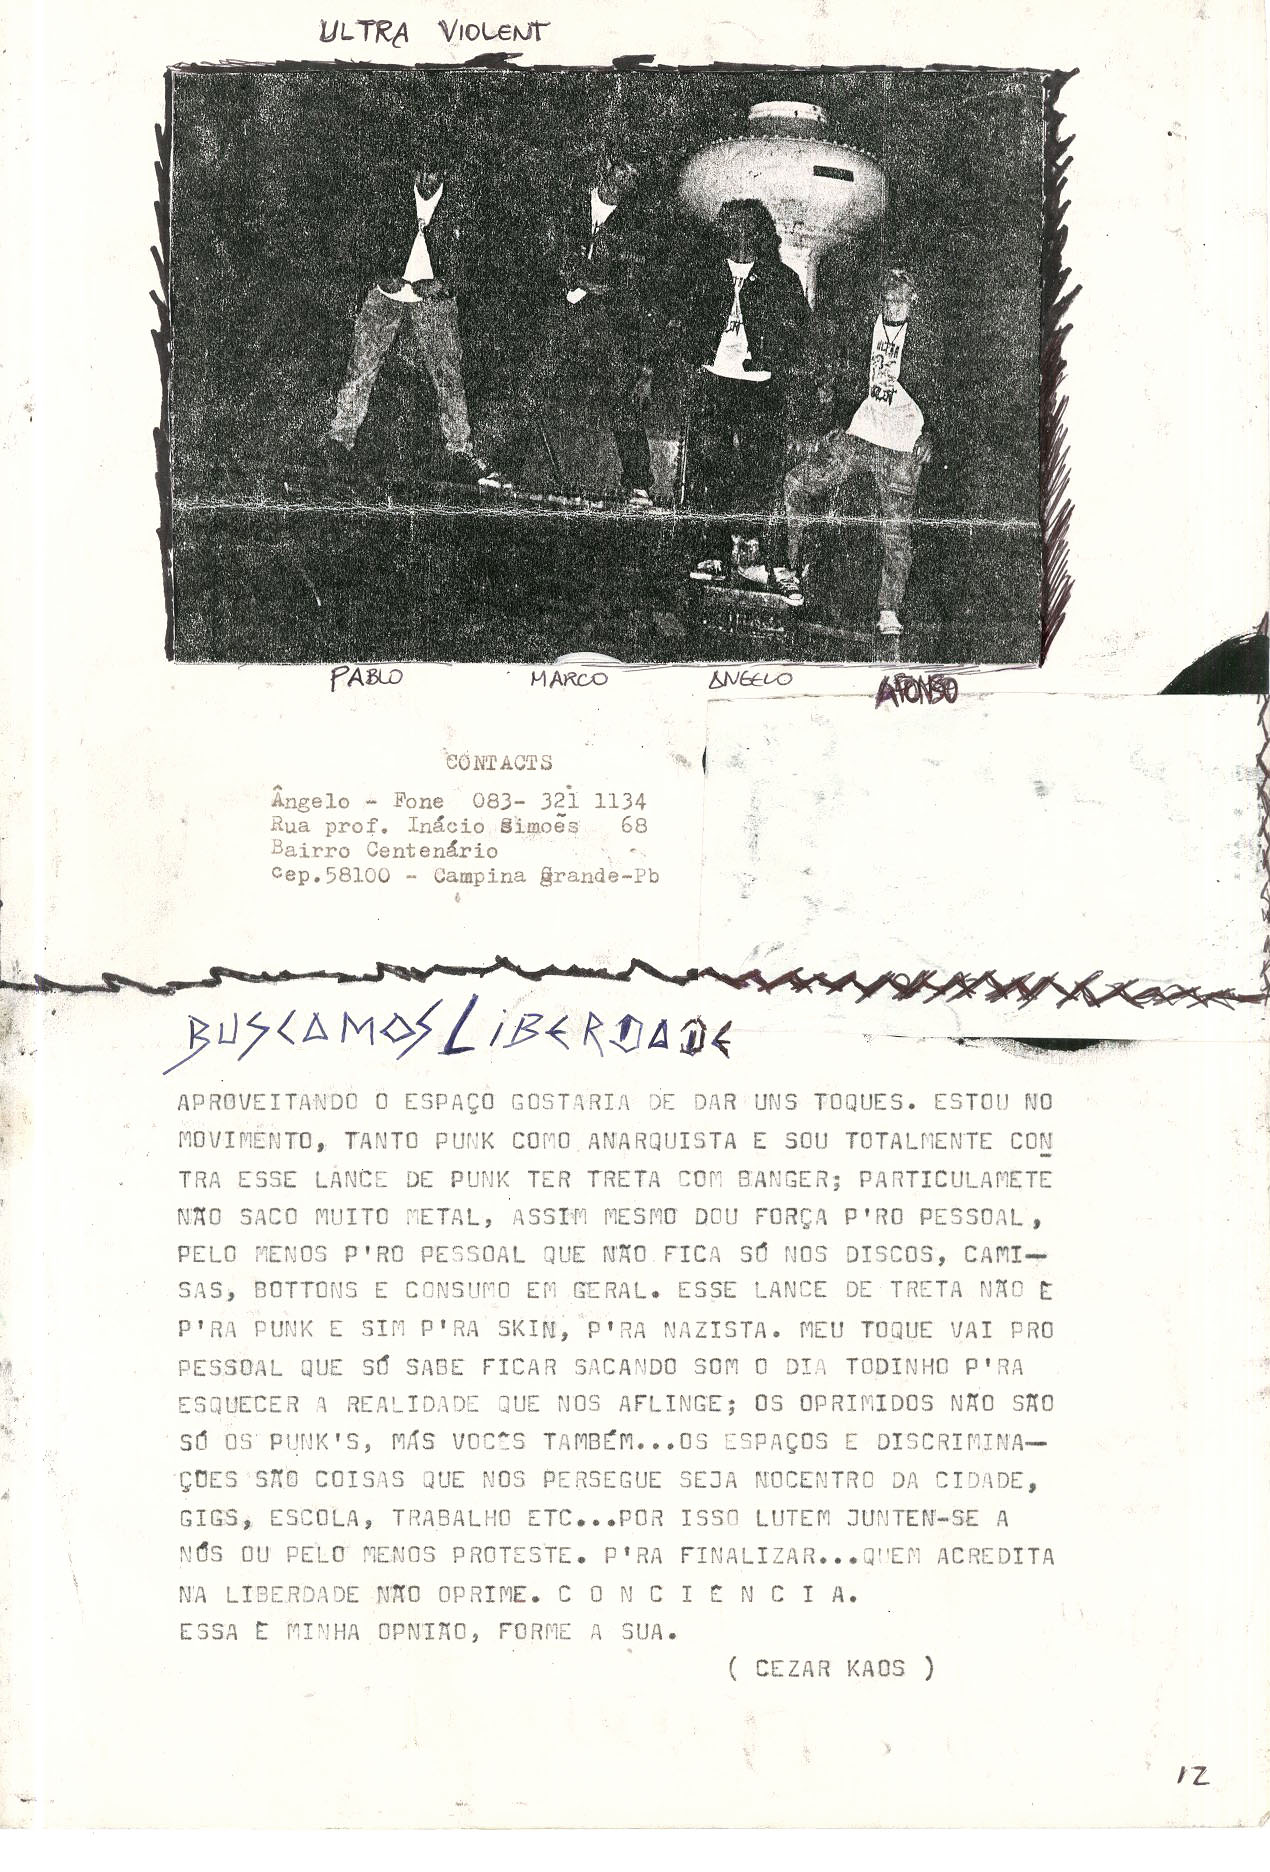 ULTRA VIOLENT
PABLO MARCO ANGELO AFONSO
CONTACTS
Ângelo - Fone 083- 321 1134
Rua prof. Inácio Simoẽs 68
Bairro Centenário
Cep.58100 - Campina Grande-Pb
BUSCAMOS LiBERDADE
APROVEITANDO O ESPAÇO GOSTARIA DE DAR UNS TOQUES. ESTOU NO
MOVIMENTO, TANTO PUNK COMO ANARQUISTA E SOU TOTALMENTE CON
TRA ESSE LANCE DE PUNK TER TRETA COM BANGER; PARTICULAMETE
NÃO SACO MUITO METAL, ASSIM MESMO DOU FORÇA P'RO PESSOAL,
PELO MENOS P'RO PESSOAL QUE NÃO FICA SÓ NOS DISCOS, CAMI-
SAS, BOTTONS E CONSUMO EM GERAL. ESSE LANCE DE TRETA NÃO E
P'RA PUNK E SIM P'RA SKIN, P'RA NAZISTA. MEU TOQUE VAI PRO
PESSOAL QUE SÓ SABE FICAR SACANDO SOM O DIA TODINHO P'RA
ESQUECER A REALIDADE QUE NOS AFLINGE; OS OPRIMIDOS NÃO SÃO
SÓ OS PUNK'S, MÁS VOCÊS TAMBÉM...OS ESPAÇOS E DISCRIMINA-
ÇÕES SÃO COISAS QUE NOS PERSEGUE SEJA NOCENTRO DA CIDADE,
GIGS, ESCOLA, TRABALHO ETC...POR ISSO LUTEM JUNTEN-SE A
NÓS OU PELO MENOS PROTESTE. P'RA FINALIZAR...QUEM ACREDITA
NA LIBERDADE NÃO OPRIME. C O N C I Ê N C I A.
ESSA É MINHA OPNIÃO, FORME A SUA.
( CEZAR KAOS )
12